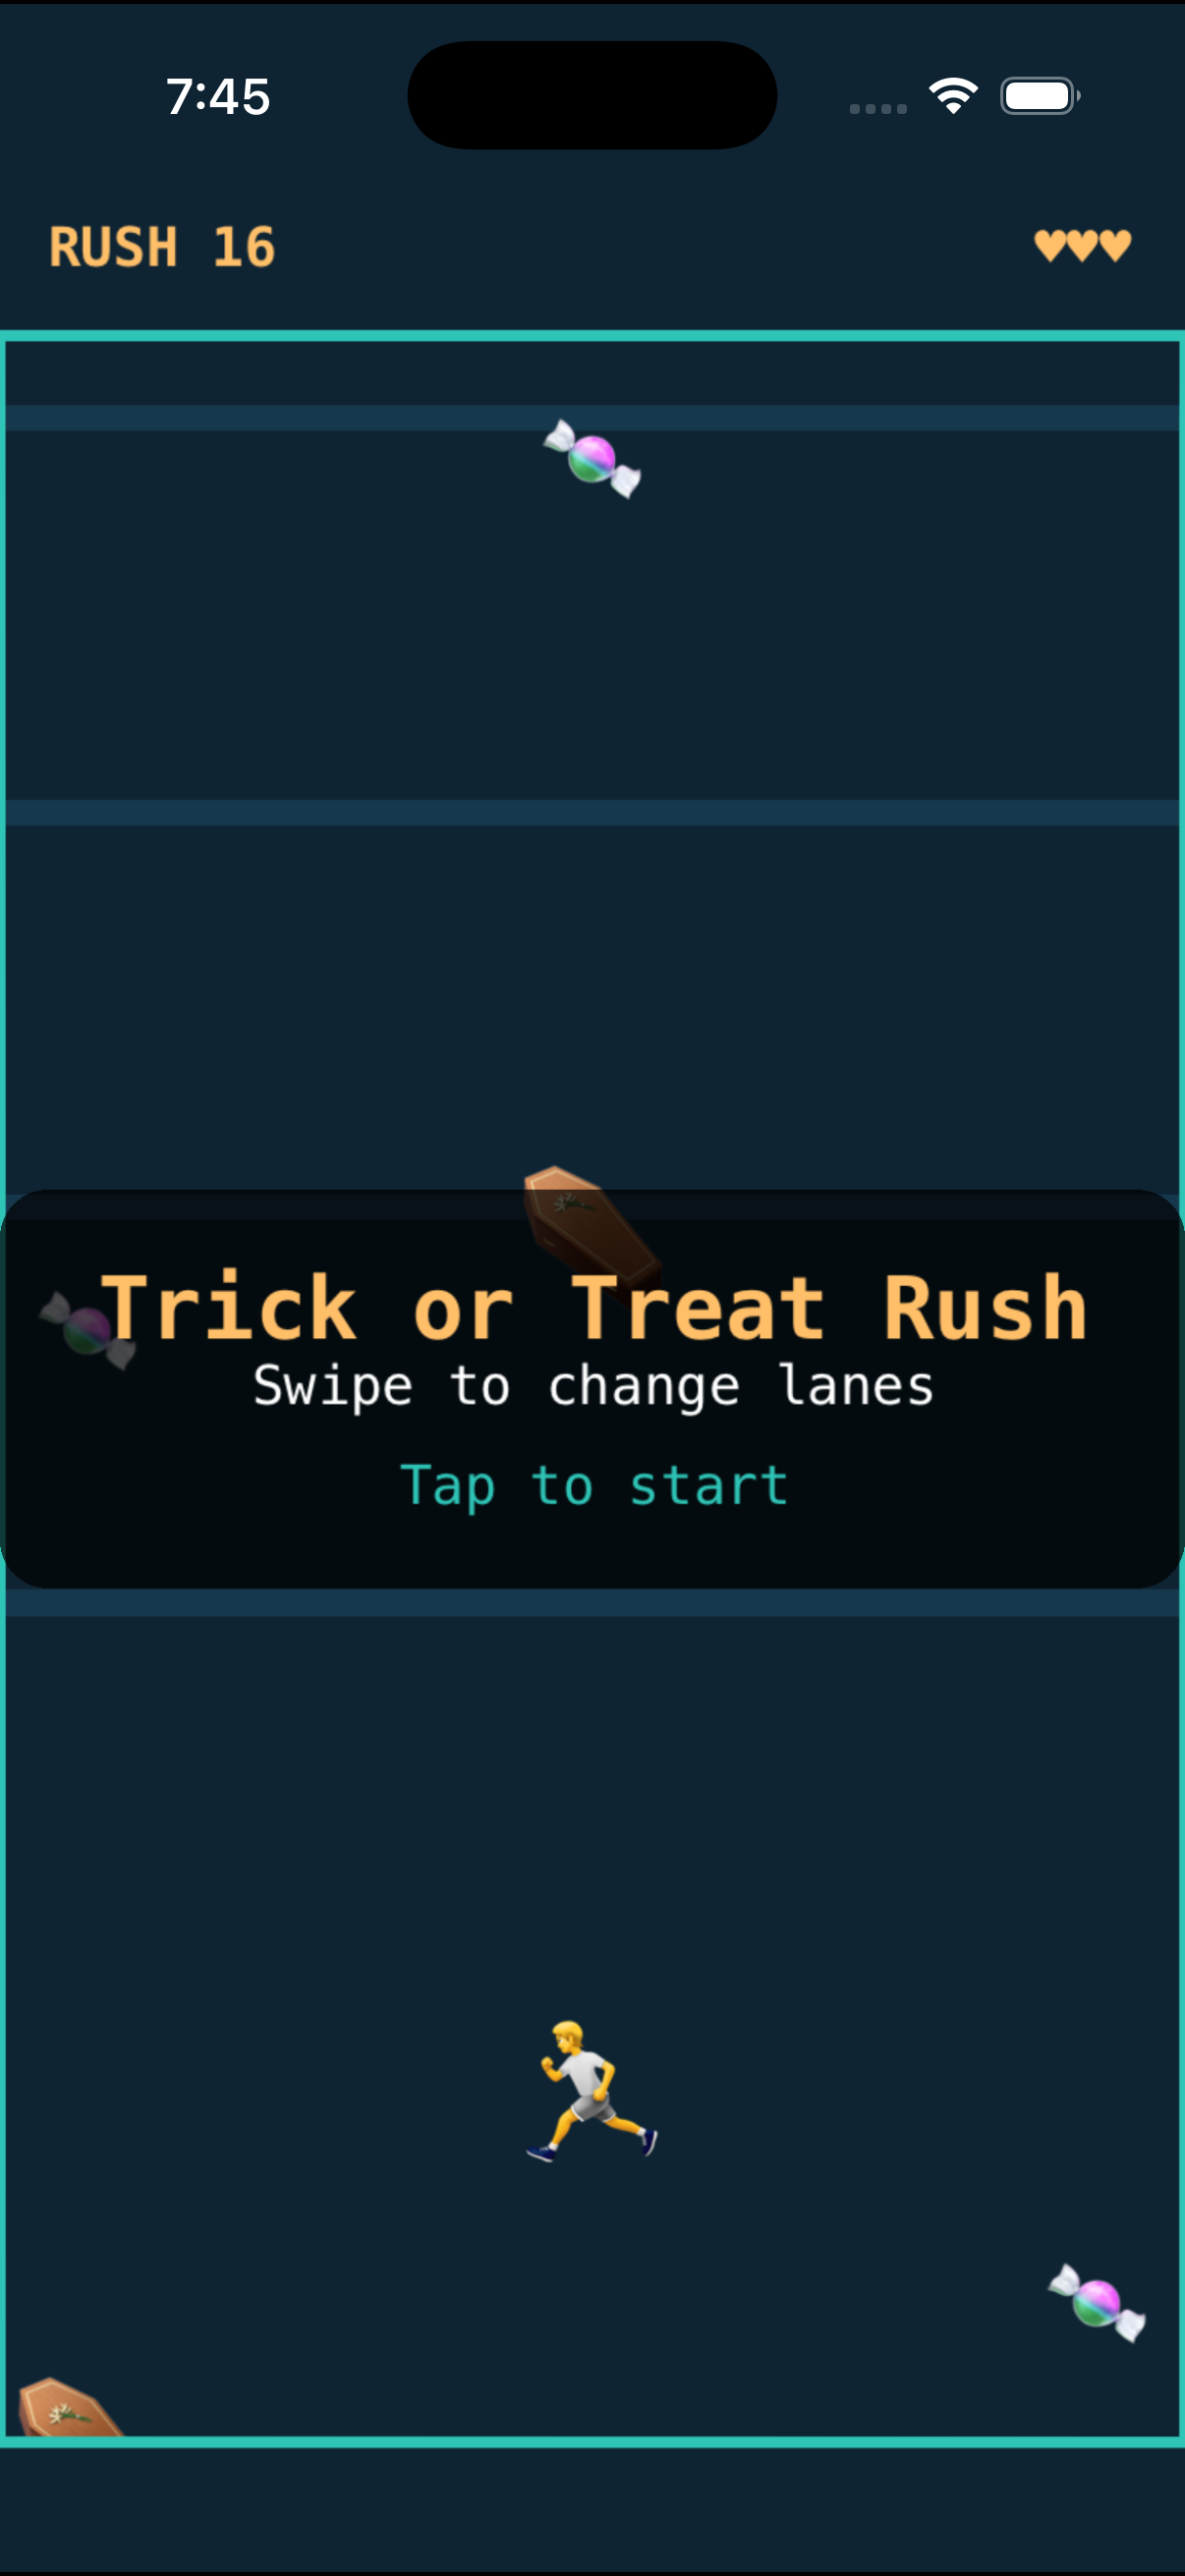 7:45
RUSH 16 ♥♥♥
Trick or Treat Rush
Swipe to change lanes
Tap to start